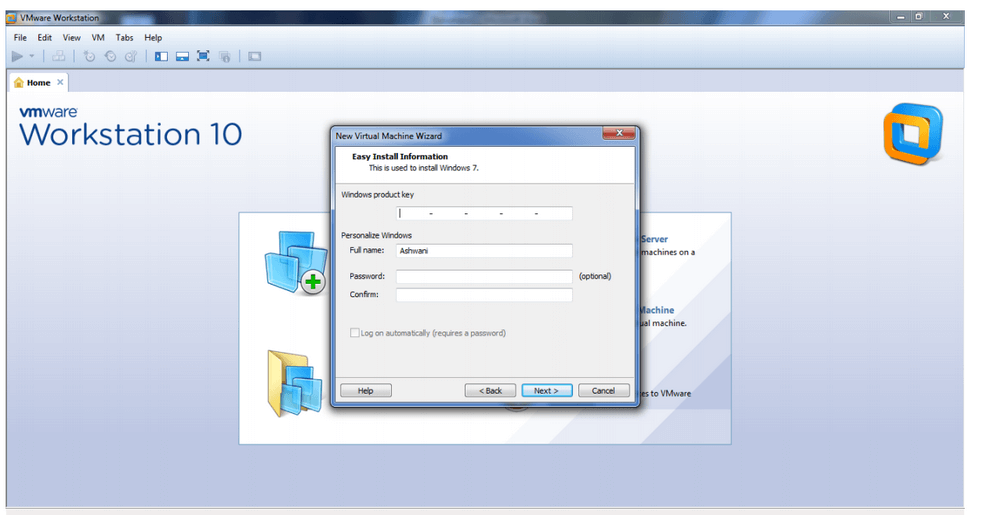 VMware Workstation
File Edit View VM Tabs Help
Home
vmware
Workstation 10
New Virtual Machine Wizard
Easy Install Information
This is used to install Windows 7.
Windows product key
- - - -
Personalize Windows
Full name: Ashwani
Password: (optional)
Confirm:
Log on automatically (requires a password)
Help < Back Next > Cancel
Server
machines on a
Machine
ual machine.
es to VMware